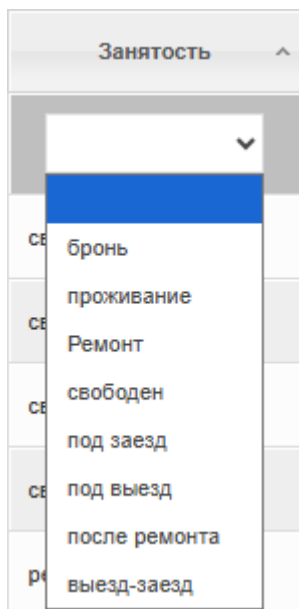 Занятость
бронь
проживание
Ремонт
свободен
под заезд
под выезд
после ремонта
выезд-заезд